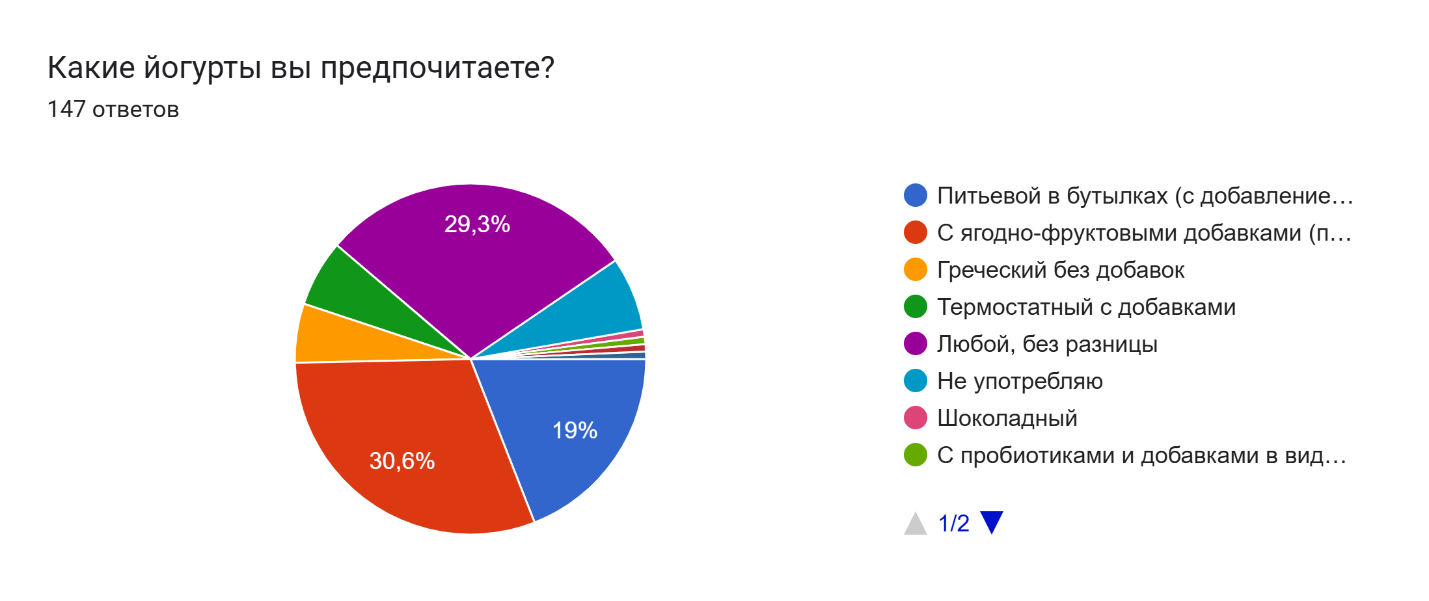 Какие йогурты вы предпочитаете?
147 ответов
29,3%
19%
30,6%
Питьевой в бутылках (с добавление…
С ягодно-фруктовыми добавками (п…
Греческий без добавок
Термостатный с добавками
Любой, без разницы
Не употребляю
Шоколадный
С пробиотиками и добавками в вид…
1/2